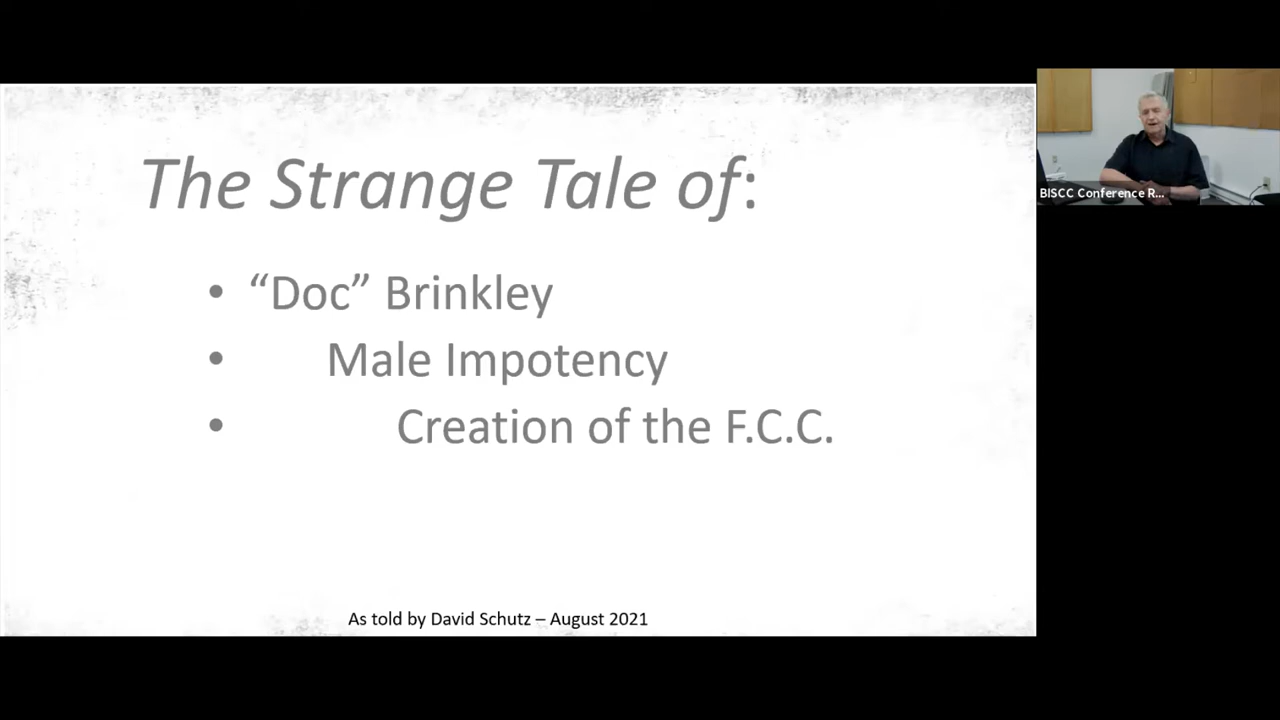 The Strange Tale of:
• “Doc” Brinkley
• Male Impotency
• Creation of the F.C.C.
As told by David Schutz – August 2021
BISCC Conference R...